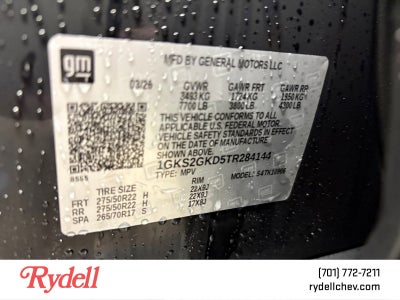 gm
MFD BY GENERAL MOTORS LLC
03/26 GVWR GAWR FRT GAWR RR
3493 KG 1724 KG 1950 KG
7700 LB 3800 LB 4300 LB
THIS VEHICLE CONFORMS TO ALL
APPLICABLE U.S. FEDERAL MOTOR
VEHICLE SAFETY STANDARDS IN EFFECT ON
THE DATE OF MANUFACTURE SHOWN ABOVE.
1GKS2GKD5TR284144
TYPE: MPV MODEL:
TIRE SIZE RIM
FRT 275/50R22 H 22X9J
RR 275/50R22 H 22X9J
SPA 265/70R17 S 17X8J
Rydell
(701) 772-7211
rydellchev.com